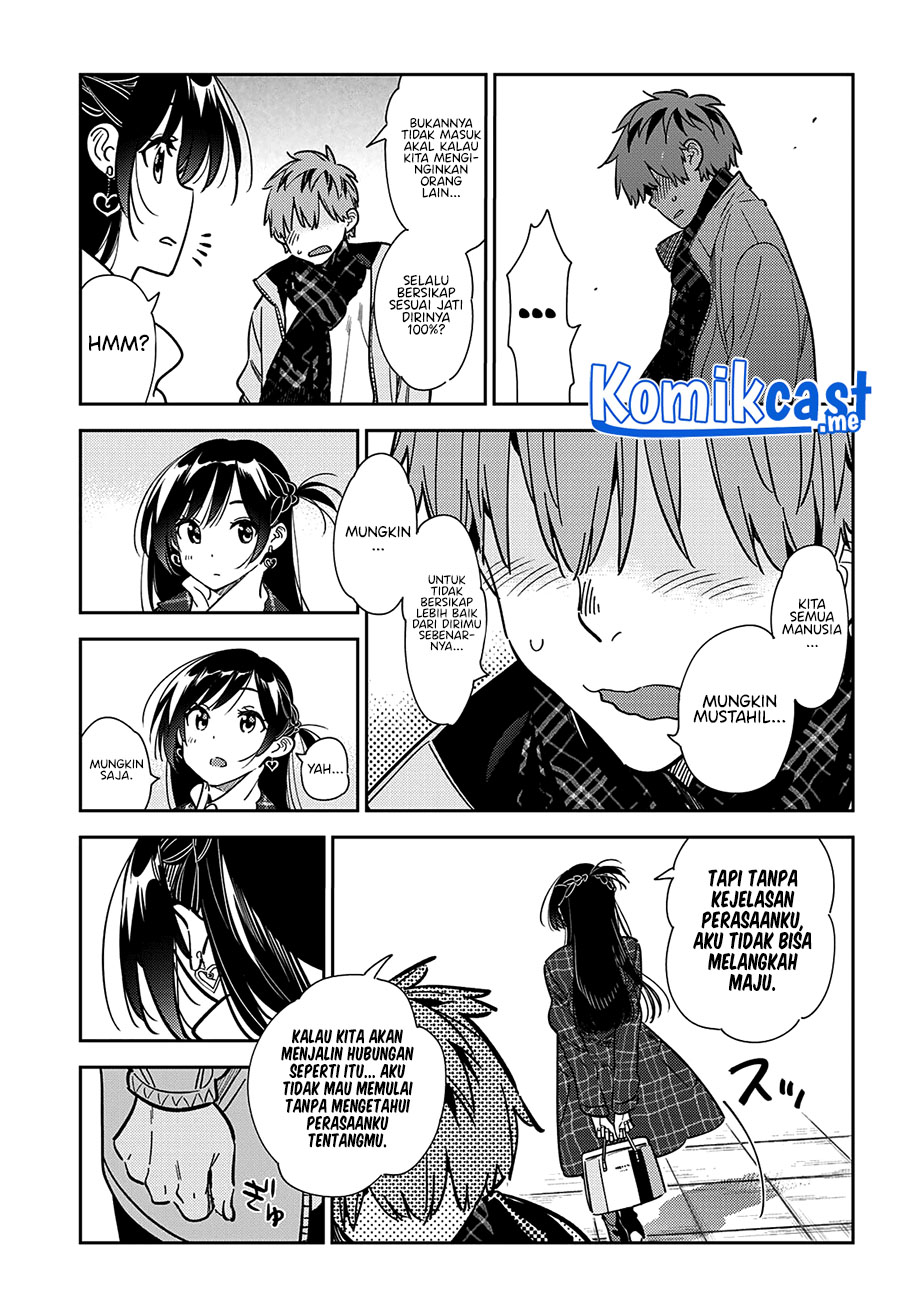 ...
BUKANNYA
TIDAK MASUK
AKAL KALAU
KITA MENGI-
NGINKAN
ORANG
LAIN...
SELALU
BERSIKAP
SESUAI JATI
DIRINYA
100%?
HMM?
KITA
SEMUA
MANUSIA
...
MUNGKIN
MUSTAHIL...
MUNGKIN
...
UNTUK
TIDAK
BERSIKAP
LEBIH BAIK
DARI DIRIMU
SEBENAR-
NYA...
YAH...
MUNGKIN
SAJA.
TAPI TANPA
KEJELASAN
PERASAANKU,
AKU TIDAK BISA
MELANGKAH
MAJU.
スッ
KALAU KITA AKAN
MENJALIN HUBUNGAN
SEPERTI ITU... AKU
TIDAK MAU MEMULAI
TANPA MENGETAHUI
PERASAANKU
TENTANGMU.
ぎゅ
Komikcast
.me